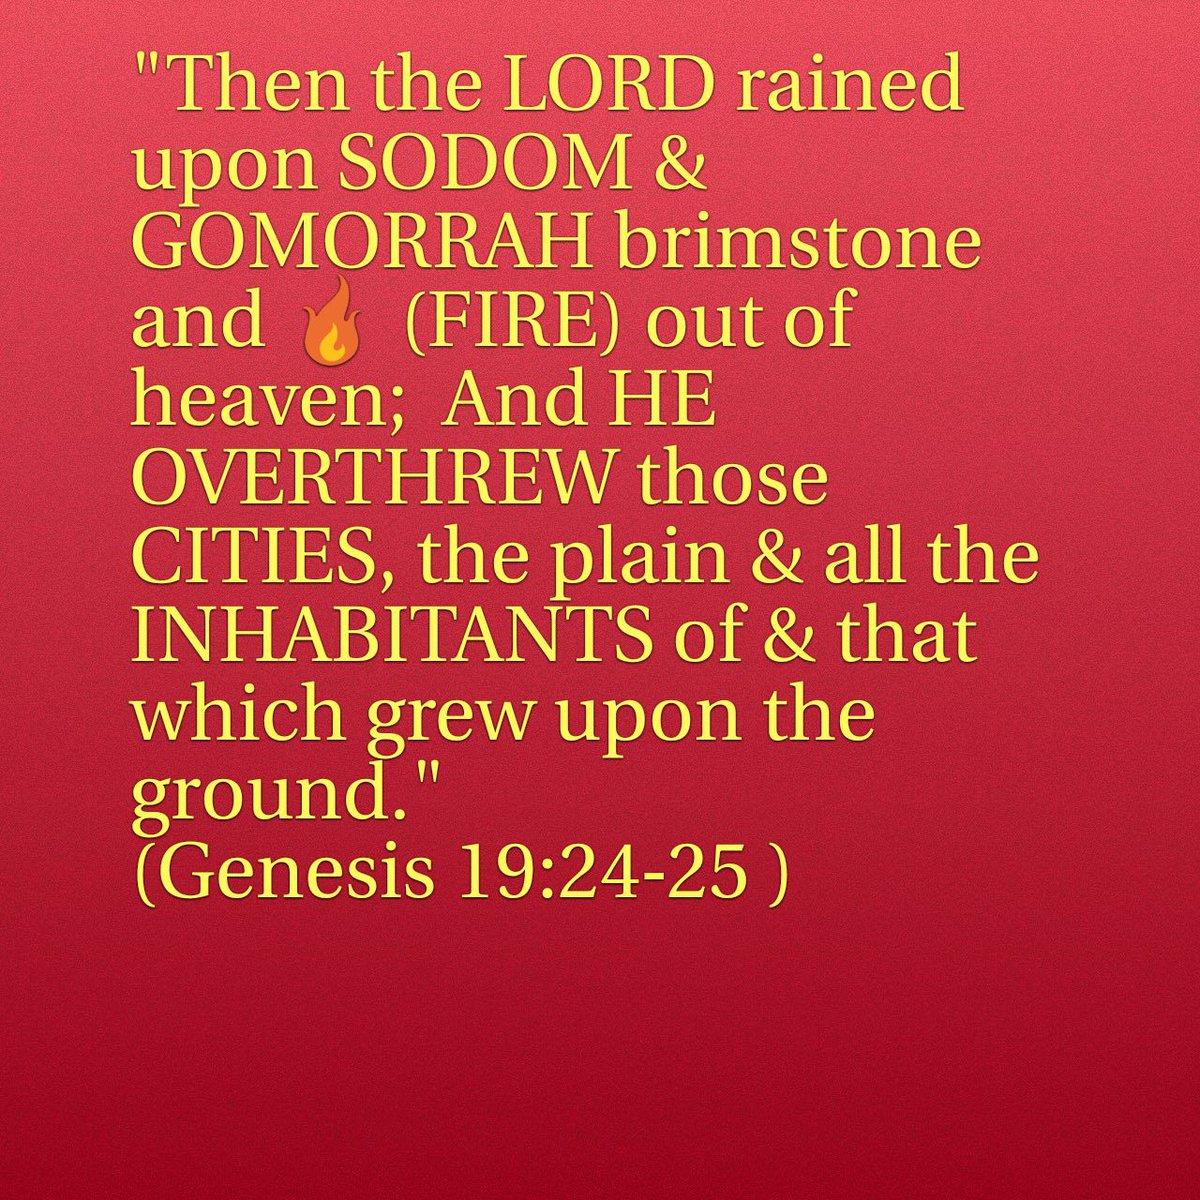 "Then the LORD rained
upon SODOM &
GOMORRAH brimstone
and 🔥 (FIRE) out of
heaven;  And HE
OVERTHREW those
CITIES, the plain & all the
INHABITANTS of & that
which grew upon the
ground."
(Genesis 19:24-25 )